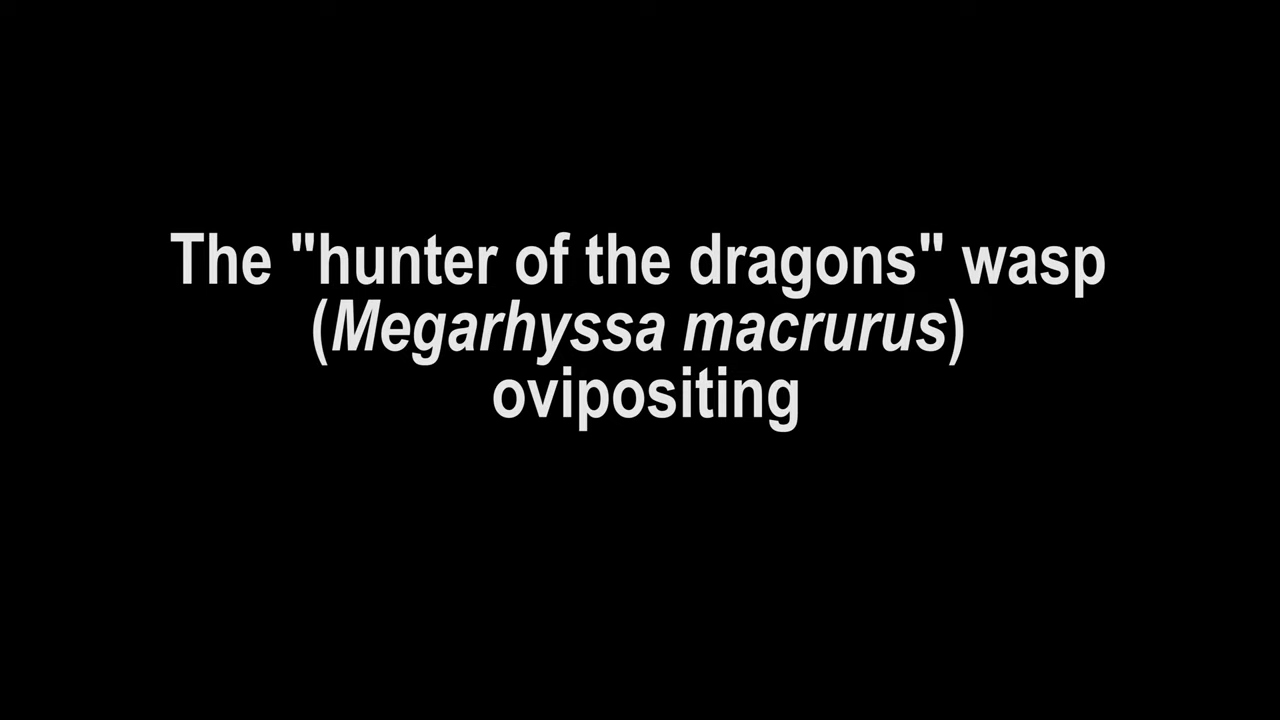 The "hunter of the dragons" wasp
(Megarhyssa macrurus)
ovipositing